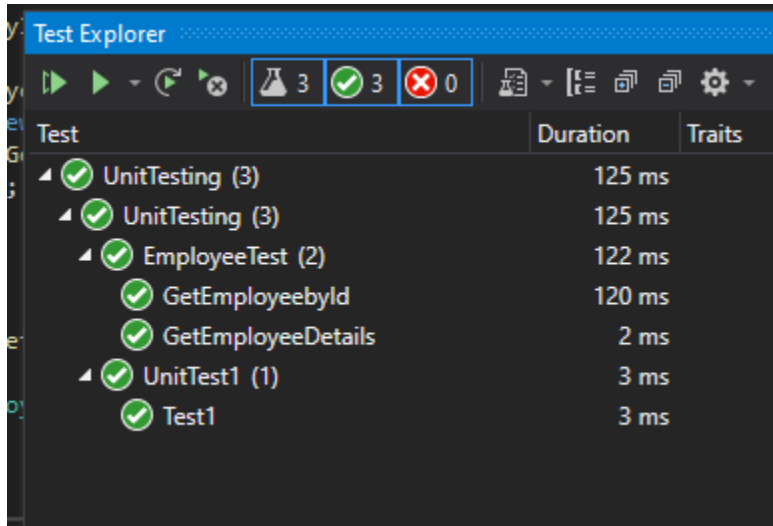 Test Explorer
3 3 0
Test Duration Traits
UnitTesting (3) 125 ms
UnitTesting (3) 125 ms
EmployeeTest (2) 122 ms
GetEmployeebyId 120 ms
GetEmployeeDetails 2 ms
UnitTest1 (1) 3 ms
Test1 3 ms